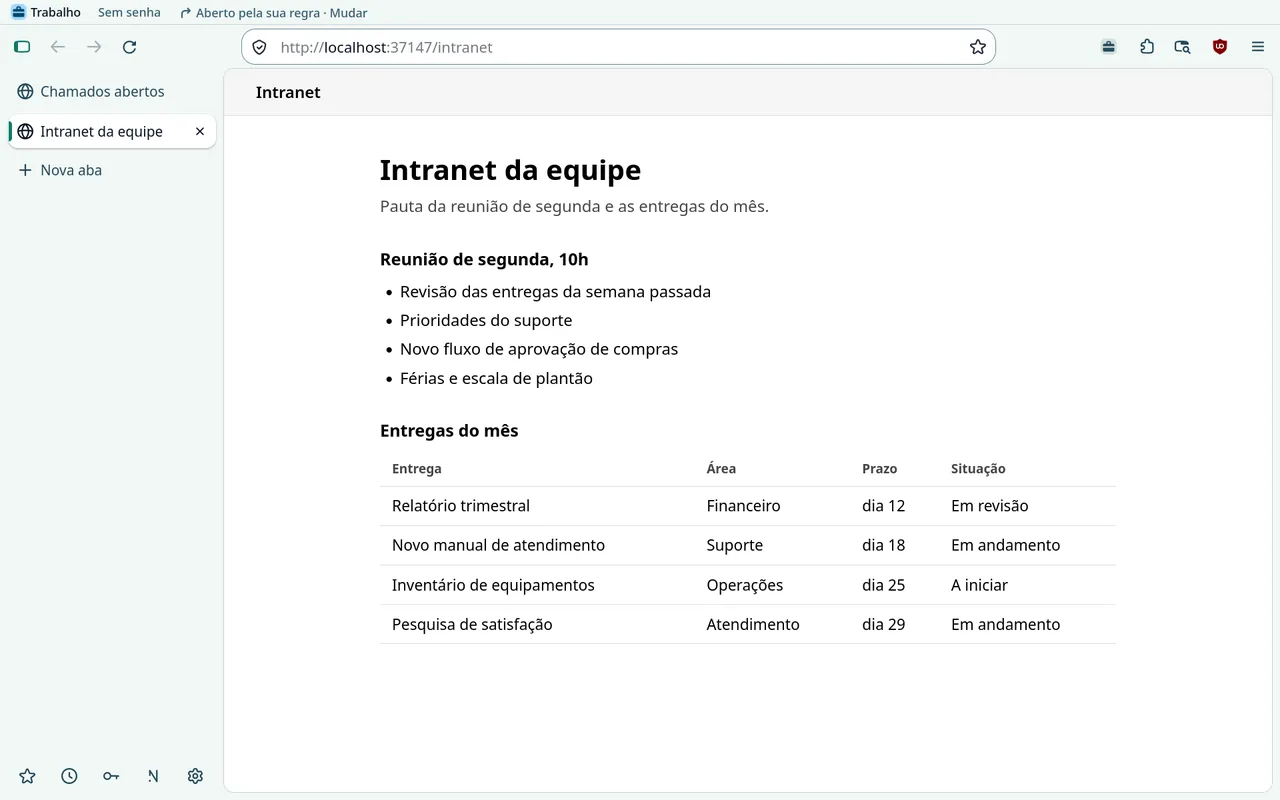 Trabalho Sem senha Aberto pela sua regra · Mudar
http://localhost:37147/intranet
Chamados abertos
Intranet da equipe
Nova aba
Intranet
Intranet da equipe
Pauta da reunião de segunda e as entregas do mês.
Reunião de segunda, 10h
• Revisão das entregas da semana passada
• Prioridades do suporte
• Novo fluxo de aprovação de compras
• Férias e escala de plantão
Entregas do mês
Entrega Área Prazo Situação
Relatório trimestral Financeiro dia 12 Em revisão
Novo manual de atendimento Suporte dia 18 Em andamento
Inventário de equipamentos Operações dia 25 A iniciar
Pesquisa de satisfação Atendimento dia 29 Em andamento